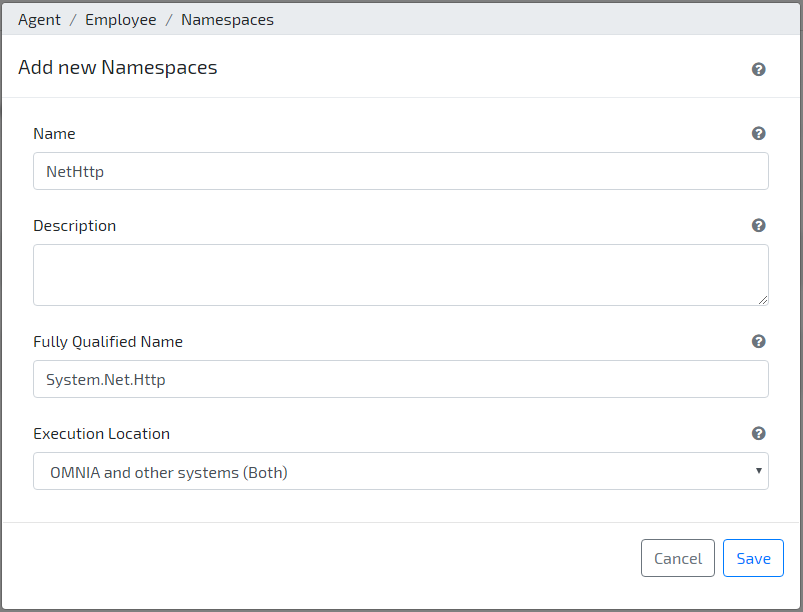 Agent / Employee / Namespaces
Add new Namespaces
Name
NetHttp
Description
Fully Qualified Name
System.Net.Http
Execution Location
OMNIA and other systems (Both)
Cancel Save